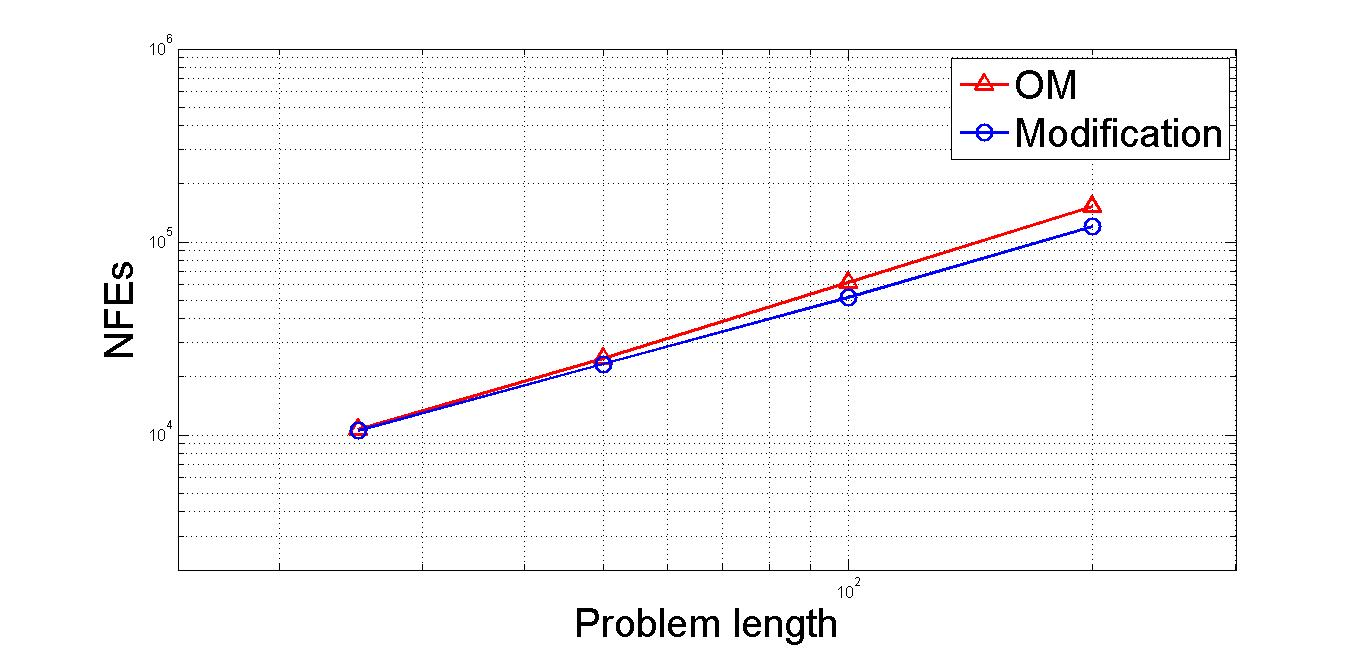 10^6
OM
Modification
10^5
NFEs
10^4
10^2
Problem length